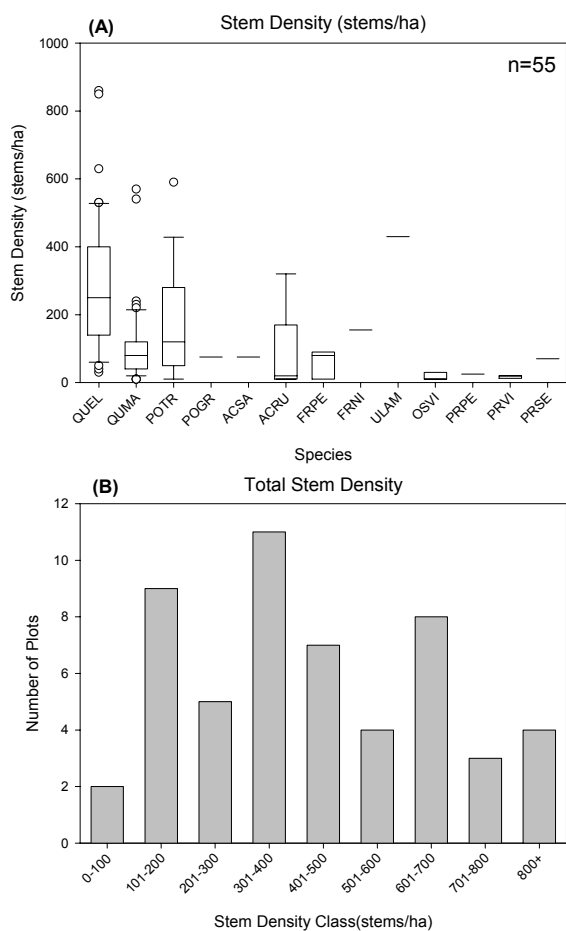 (A) Stem Density (stems/ha)
n=55
Stem Density (stems/ha)
1000
800
600
400
200
0
QUEL QUMA POTR POGR ACSA ACRU FRPE FRNI ULAM OSVI PRPE PRVI PRSE
Species
(B) Total Stem Density
Number of Plots
12
10
8
6
4
2
0
0-100 101-200 201-300 301-400 401-500 501-600 601-700 701-800 800+
Stem Density Class(stems/ha)